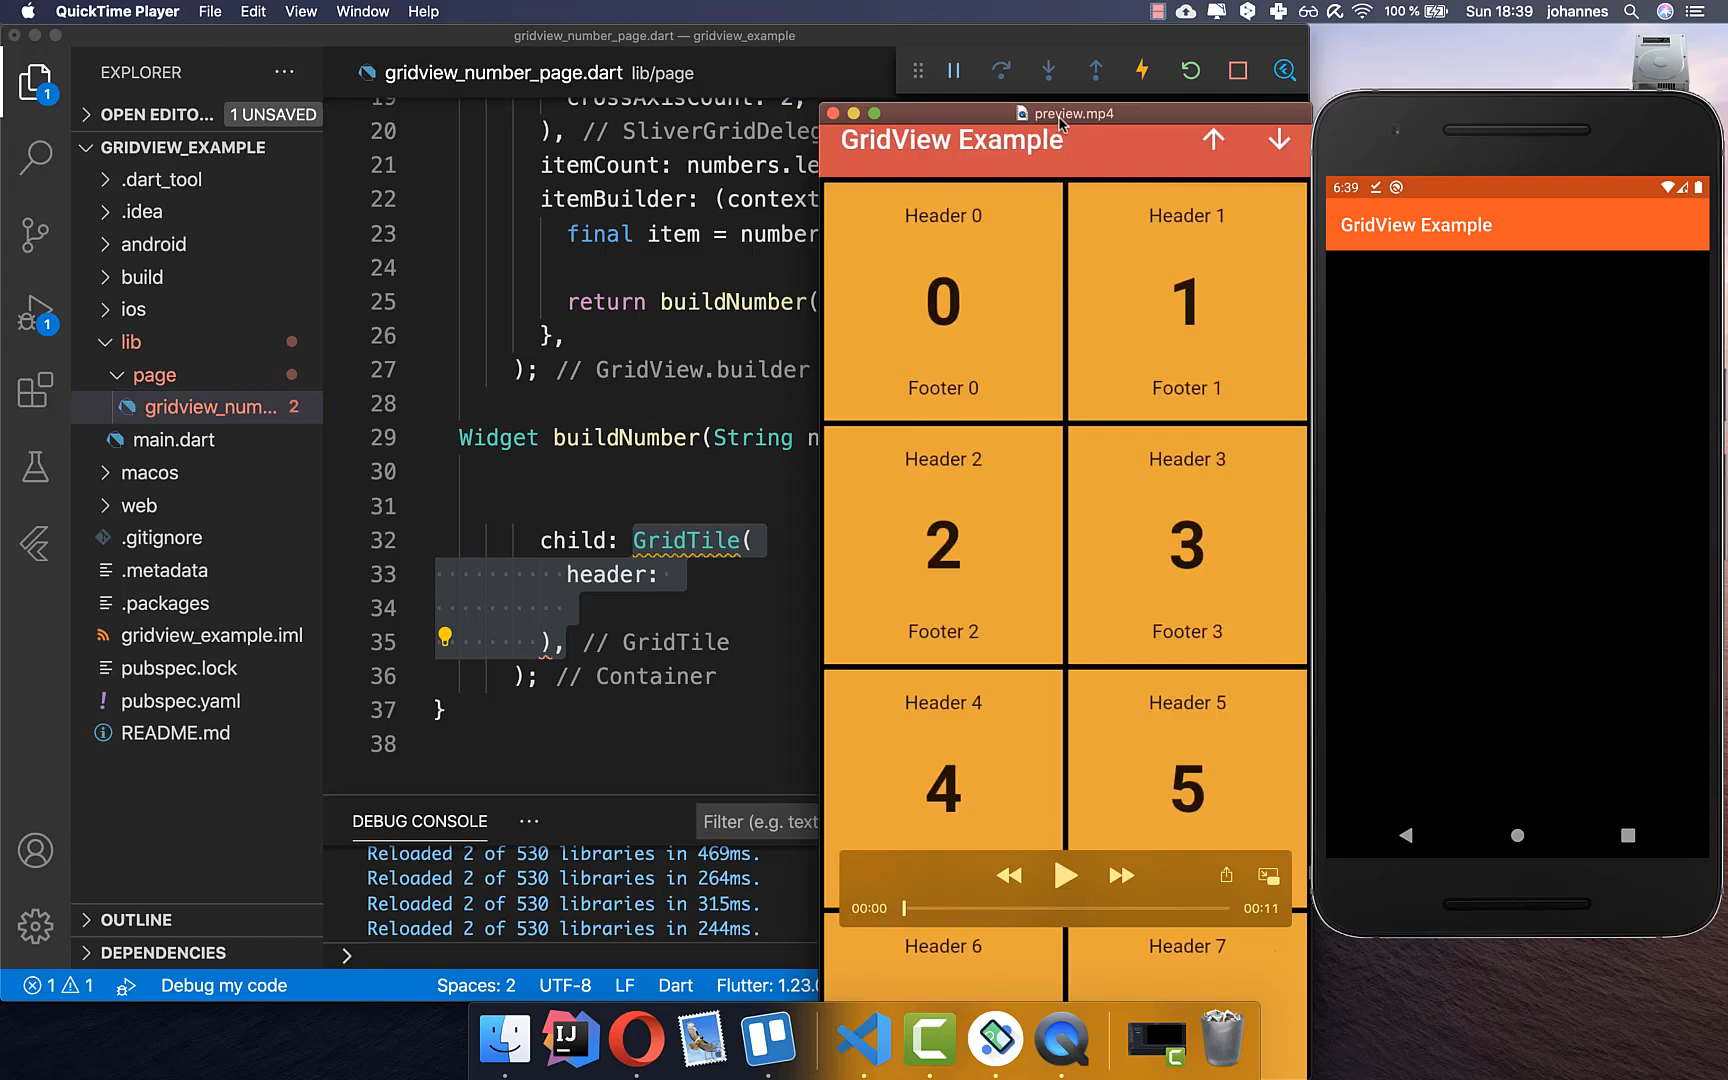 QuickTime Player File Edit View Window Help 100 % Sun 18:39 johannes
gridview_number_page.dart — gridview_example
EXPLORER
OPEN EDITO... 1 UNSAVED
GRIDVIEW_EXAMPLE
.dart_tool
.idea
android
build
ios
lib
page
gridview_num... 2
main.dart
macos
web
.gitignore
.metadata
.packages
gridview_example.iml
pubspec.lock
pubspec.yaml
README.md
OUTLINE
DEPENDENCIES
1
1
gridview_number_page.dart lib/page
19 crossAxisCount: 2,
20 ), // SliverGridDeleg
21 itemCount: numbers.le
22 itemBuilder: (context
23 final item = number
24
25 return buildNumber(
26 },
27 ); // GridView.builder
28
29 Widget buildNumber(String n
30
31
32 child: GridTile(
33 header:
34
35 ), // GridTile
36 ); // Container
37 }
38
DEBUG CONSOLE
Filter (e.g. text
Reloaded 2 of 530 libraries in 469ms.
Reloaded 2 of 530 libraries in 264ms.
Reloaded 2 of 530 libraries in 315ms.
Reloaded 2 of 530 libraries in 244ms.
1 1 Debug my code Spaces: 2 UTF-8 LF Dart Flutter: 1.23.0
preview.mp4
GridView Example
Header 0 Header 1
0 1
Footer 0 Footer 1
Header 2 Header 3
2 3
Footer 2 Footer 3
Header 4 Header 5
4 5
00:00 00:11
Header 6 Header 7
6:39
GridView Example
IJ